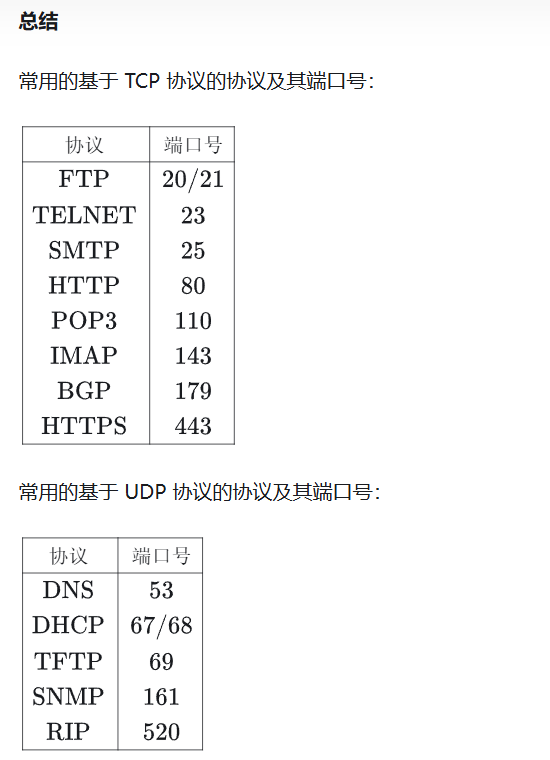 总结
常用的基于 TCP 协议的协议及其端口号：
协议 端口号
FTP 20/21
TELNET 23
SMTP 25
HTTP 80
POP3 110
IMAP 143
BGP 179
HTTPS 443
常用的基于 UDP 协议的协议及其端口号：
协议 端口号
DNS 53
DHCP 67/68
TFTP 69
SNMP 161
RIP 520